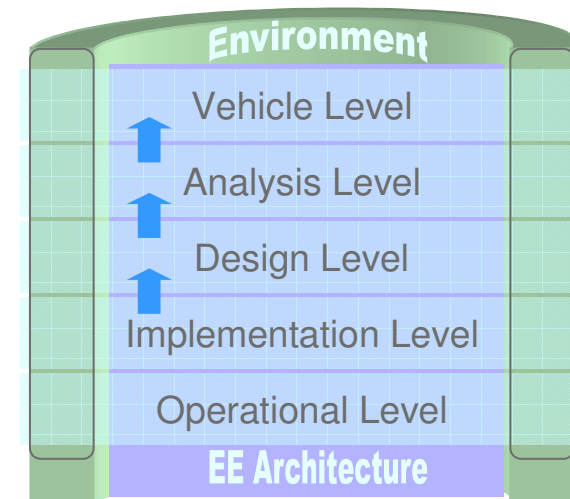 Environment
Vehicle Level
Analysis Level
Design Level
Implementation Level
Operational Level
EE Architecture